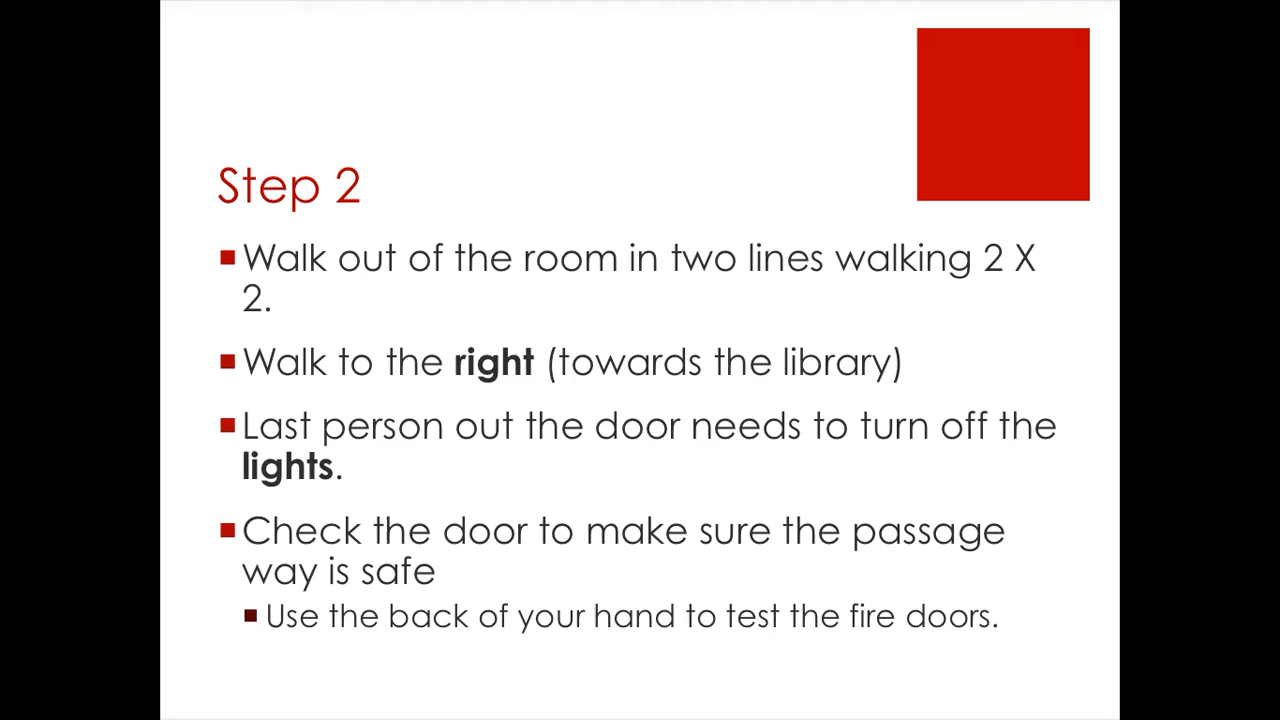 Step 2
Walk out of the room in two lines walking 2 X
2.
Walk to the right (towards the library)
Last person out the door needs to turn off the
lights.
Check the door to make sure the passage
way is safe
Use the back of your hand to test the fire doors.